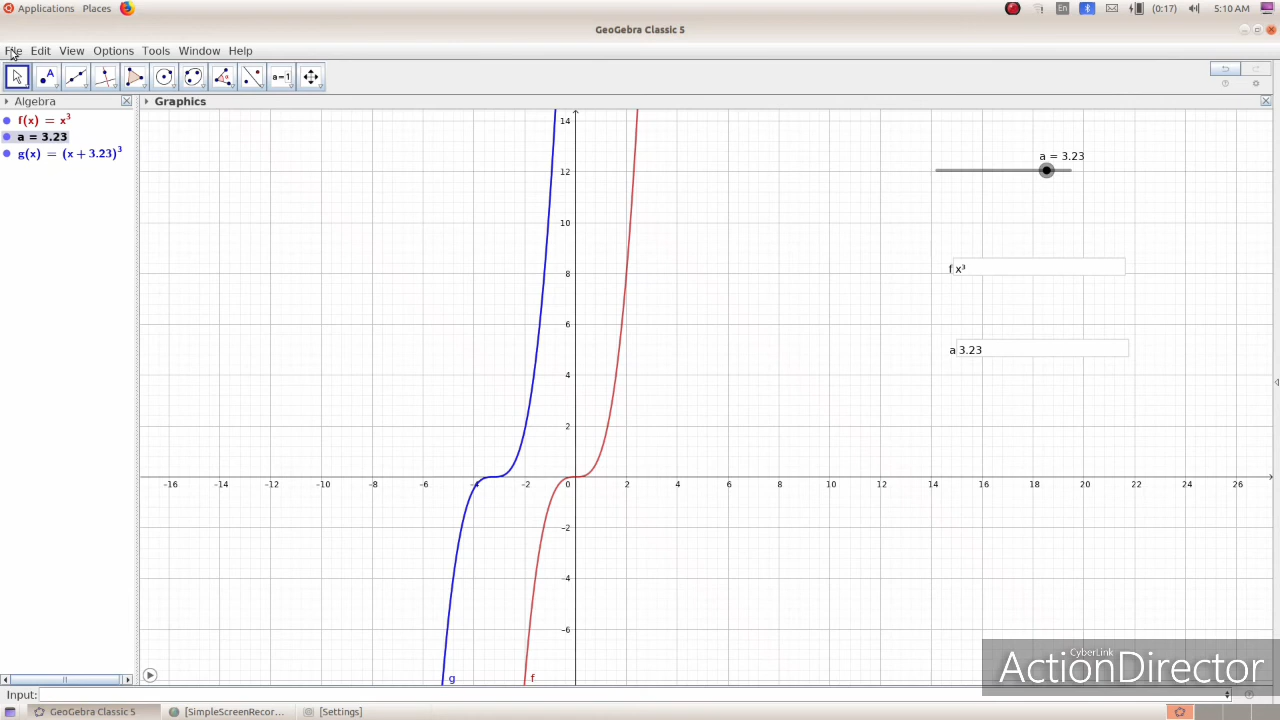 Applications Places En (0:17) 5:10 AM
GeoGebra Classic 5
File Edit View Options Tools Window Help
A a=1
Algebra Graphics
f(x) = x³
a = 3.23
g(x) = (x + 3.23)³
a = 3.23
f x³
a 3.23
14
12
10
8
6
4
2
−16 −14 −12 −10 −8 −6 −4 −2 0 2 4 6 8 10 12 14 16 18 20 22 24 26
−2
−4
−6
g f
CyberLink
ActionDirector
Input:
GeoGebra Classic 5 [SimpleScreenRecor... [Settings]